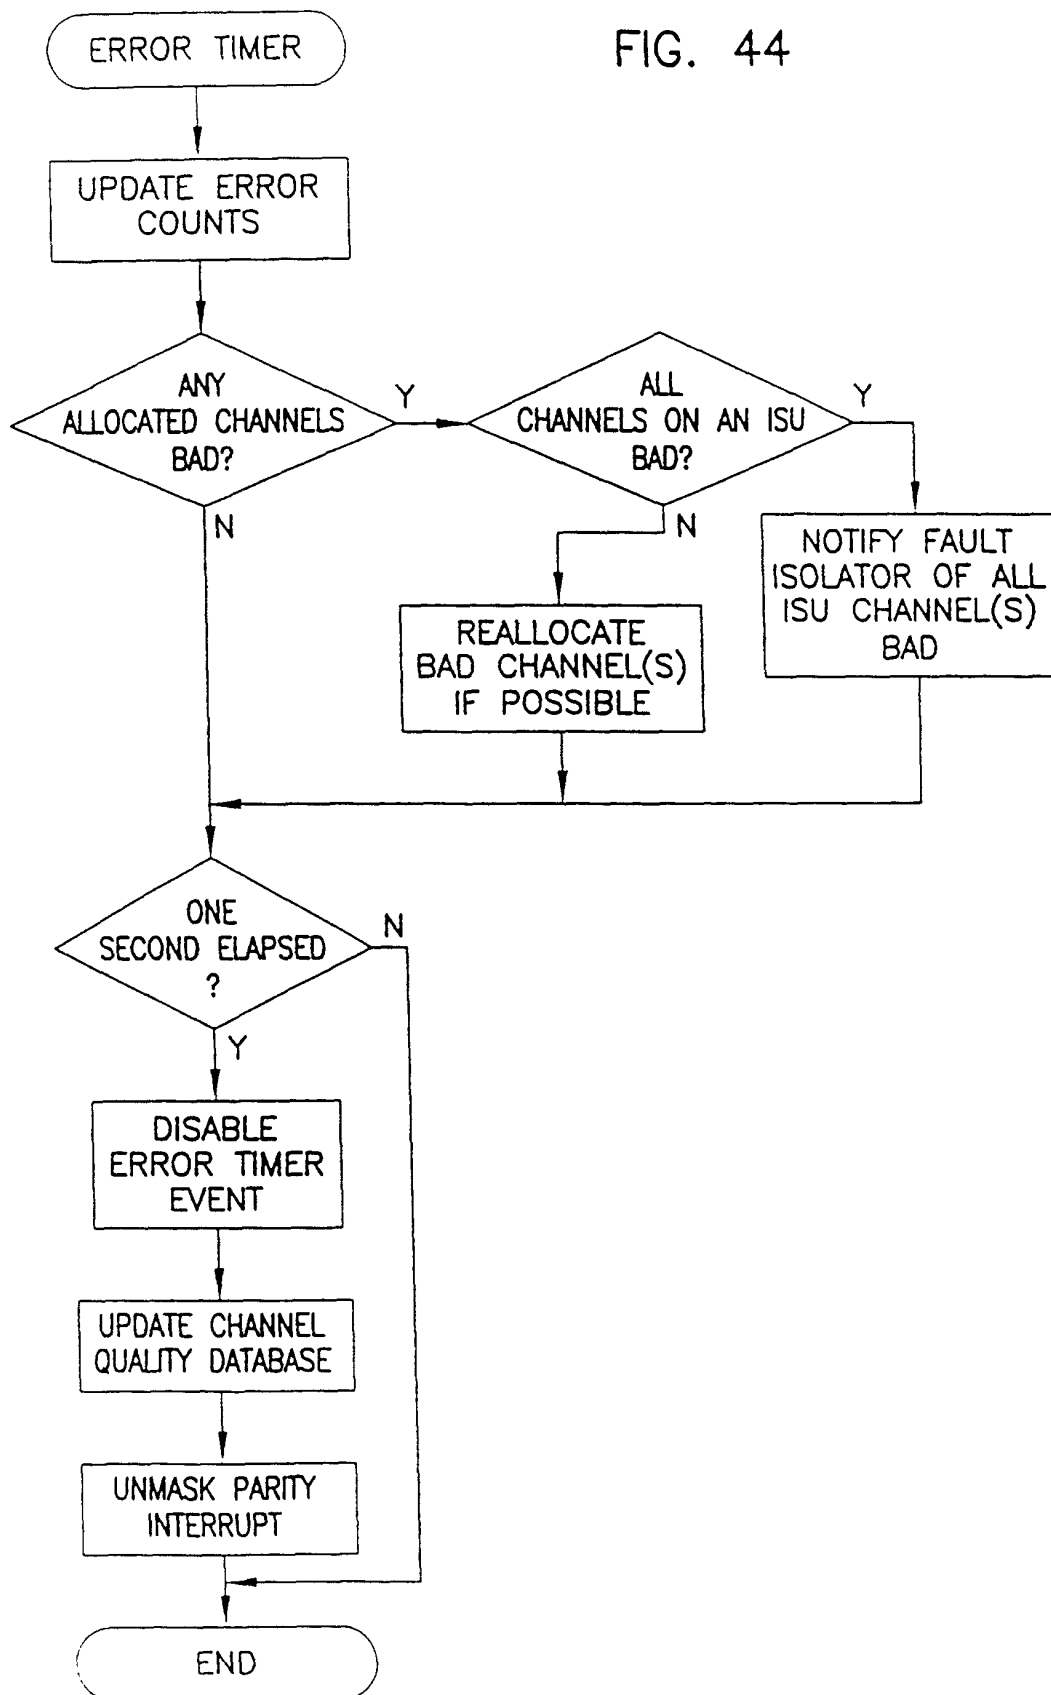 FIG. 44
ERROR TIMER
UPDATE ERROR
COUNTS
ANY
ALLOCATED CHANNELS
BAD?
Y
N
ALL
CHANNELS ON AN ISU
BAD?
Y
N
NOTIFY FAULT
ISOLATOR OF ALL
ISU CHANNEL(S)
BAD
REALLOCATE
BAD CHANNEL(S)
IF POSSIBLE
ONE
SECOND ELAPSED
?
N
Y
DISABLE
ERROR TIMER
EVENT
UPDATE CHANNEL
QUALITY DATABASE
UNMASK PARITY
INTERRUPT
END